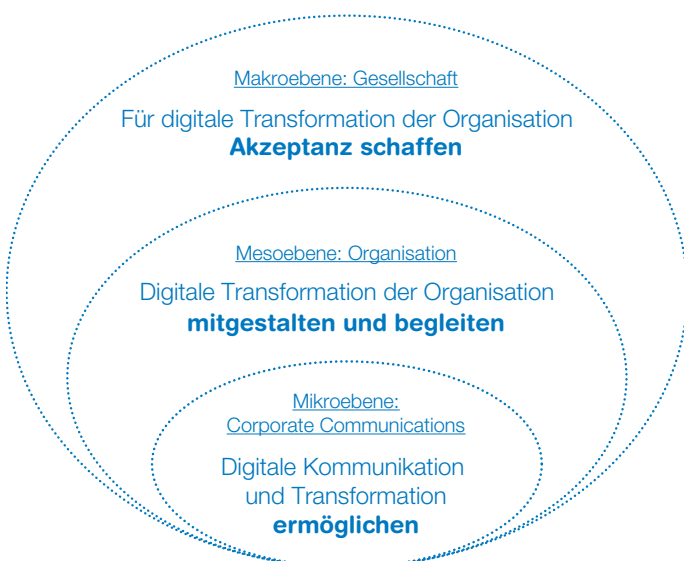 Makroebene: Gesellschaft
Für digitale Transformation der Organisation
Akzeptanz schaffen
Mesoebene: Organisation
Digitale Transformation der Organisation
mitgestalten und begleiten
Mikroebene:
Corporate Communications
Digitale Kommunikation
und Transformation
ermöglichen